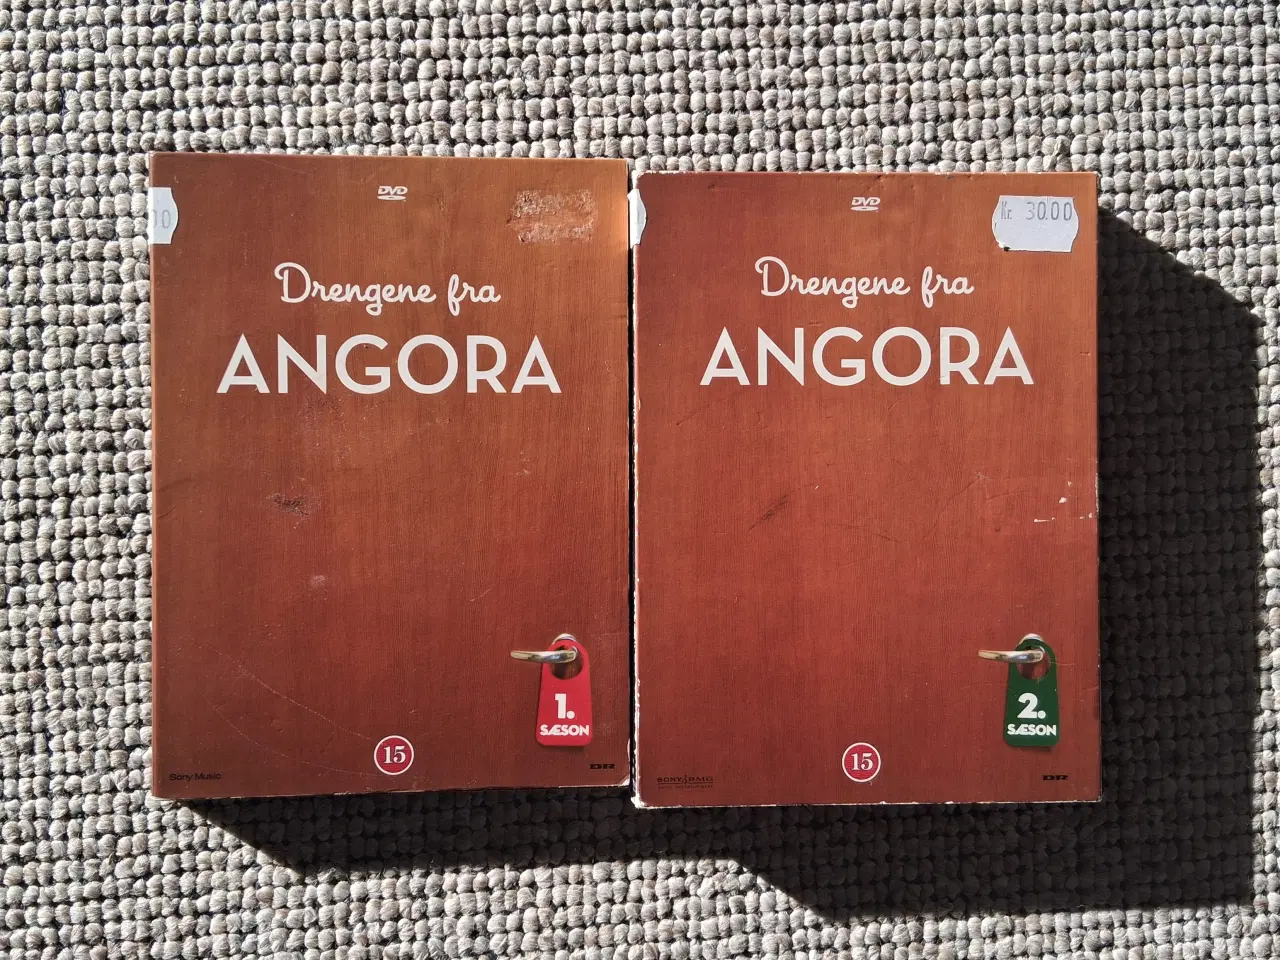 00
DVD
Drengene fra
ANGORA
1.
SÆSON
15
Sony Music
DR
DVD
Kr. 30.00
Drengene fra
ANGORA
2.
SÆSON
15
SONY BMG
DR